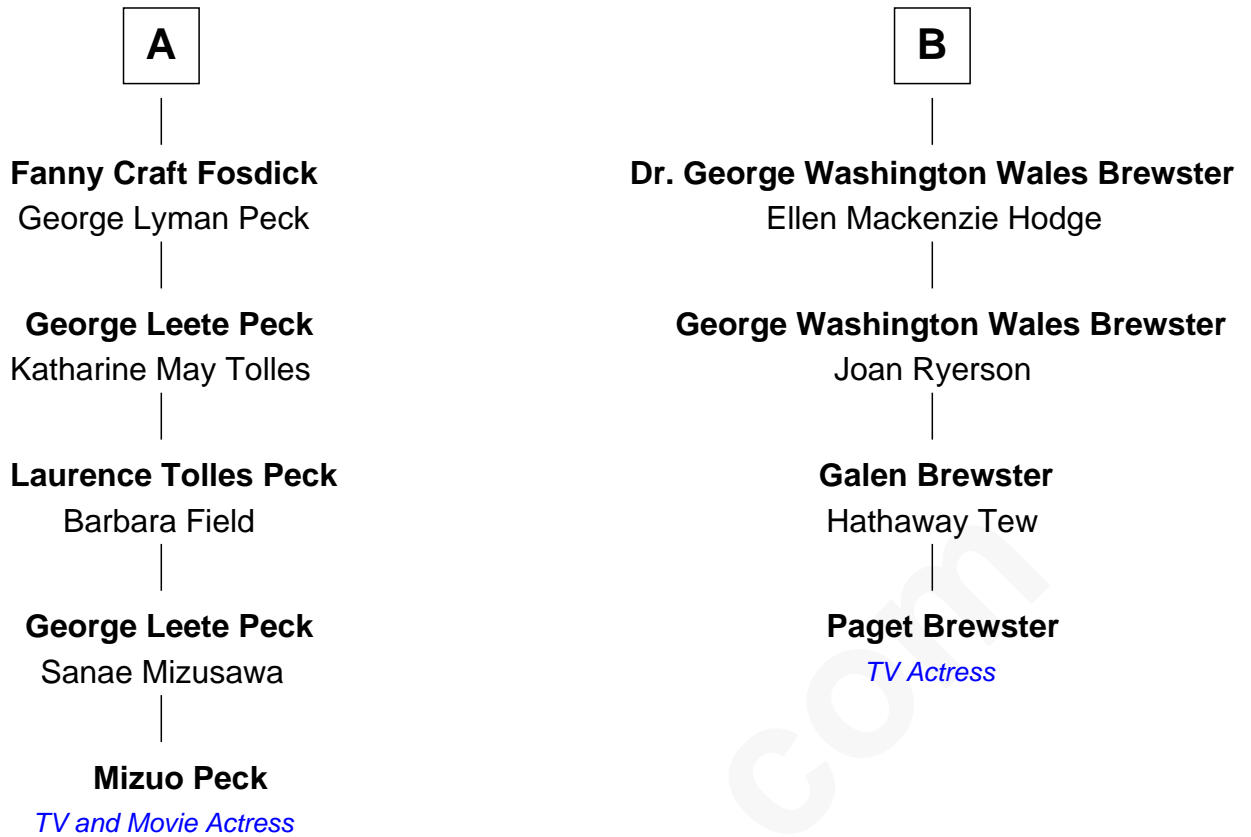 A
Fanny Craft Fosdick
George Lyman Peck
George Leete Peck
Katharine May Tolles
Laurence Tolles Peck
Barbara Field
George Leete Peck
Sanae Mizusawa
Mizuo Peck
TV and Movie Actress
B
Dr. George Washington Wales Brewster
Ellen Mackenzie Hodge
George Washington Wales Brewster
Joan Ryerson
Galen Brewster
Hathaway Tew
Paget Brewster
TV Actress
com